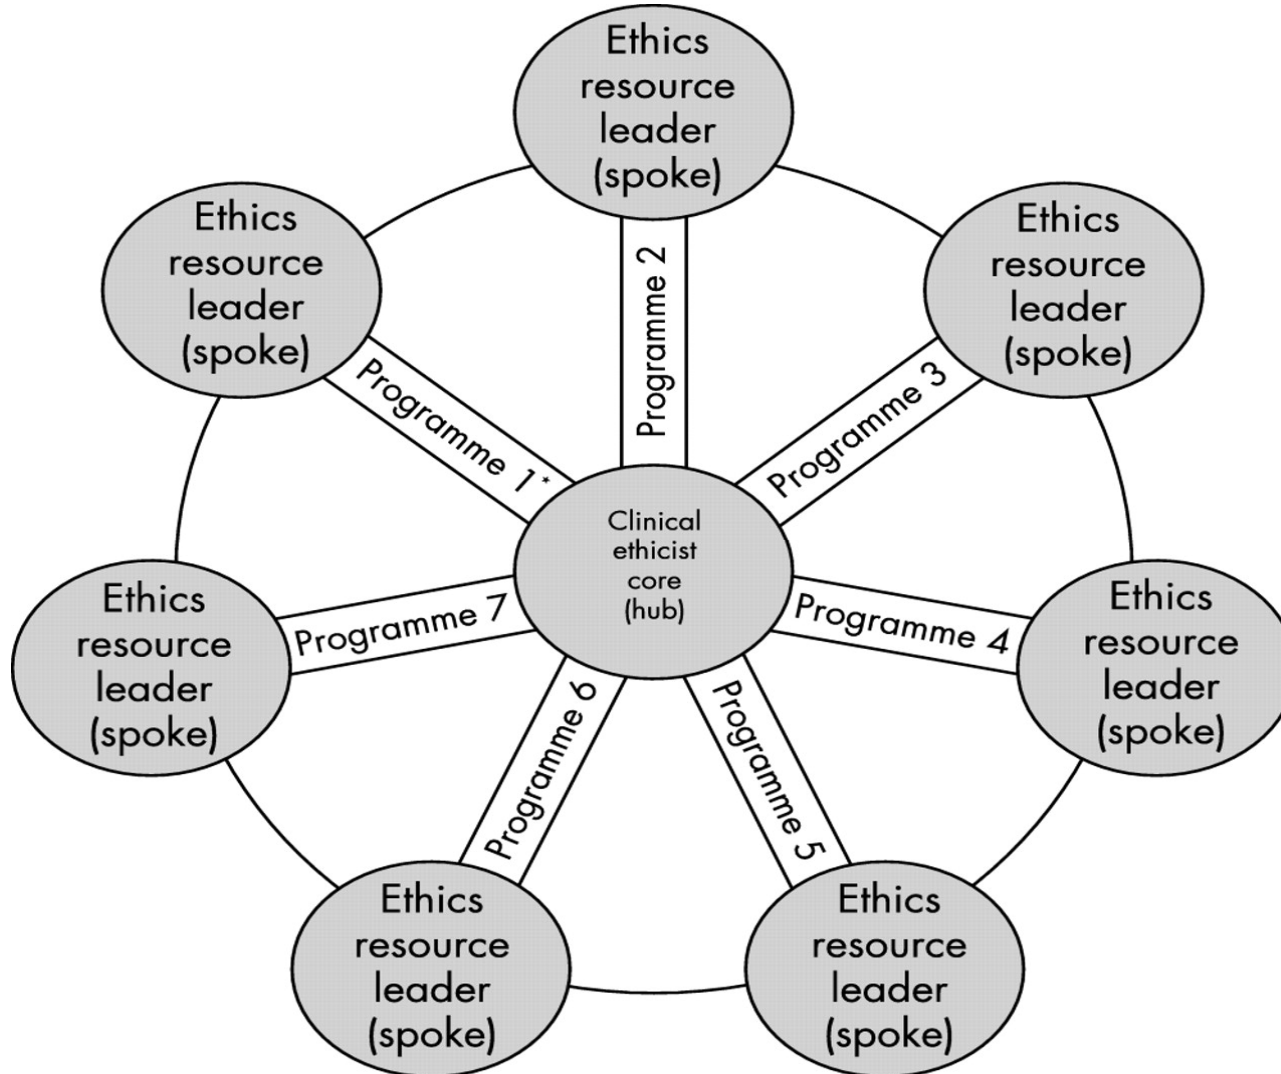 Ethics
resource
leader
(spoke)
Ethics
resource
leader
(spoke)
Ethics
resource
leader
(spoke)
Programme 1*
Programme 2
Programme 3
Clinical
ethicist
core
(hub)
Programme 7
Programme 4
Ethics
resource
leader
(spoke)
Ethics
resource
leader
(spoke)
Programme 6
Programme 5
Ethics
resource
leader
(spoke)
Ethics
resource
leader
(spoke)